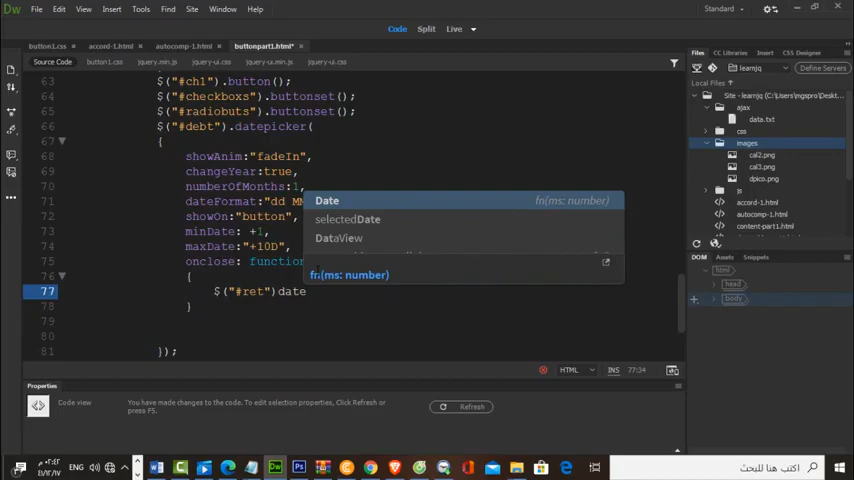 Dw File Edit View Insert Tools Find Site Window Help Standard
Code Split Live
button1.css accord-1.html autocomp-1.html buttonpart1.html*
Source Code button1.css jquery.min.js jquery-ui.css jquery-ui.min.js jquery-ui.css
63 $("#ch1").button();
64 $("#checkboxs").buttonset();
65 $("#radiobuts").buttonset();
66 $("#debt").datepicker(
67 {
68 showAnim:"fadeIn",
69 changeYear:true,
70 numberOfMonths:1,
71 dateFormat:"dd MM
72 showOn:"button",
73 minDate: +1,
74 maxDate:"+10D",
75 onclose: function
76 {
77 $("#ret")date
78 }
79
80
81 });
Date fn(ms: number)
selectedDate
DataView
fn(ms: number)
HTML INS 77:34
Properties
Code view
You have made changes to the code. To edit selection properties, Click Refresh or press F5.
Refresh
Files CC Libraries Insert CSS Designer
learnjq Define Servers
Local Files
Site - learnjq (C:\Users\mgspro\Deskt...
ajax
data.txt
css
images
cal2.png
cal3.png
dpico.png
js
accord-1.html
autocomp-1.html
content-part1.html
DOM Assets
html
head
body
ENG
اكتب هنا للبحث